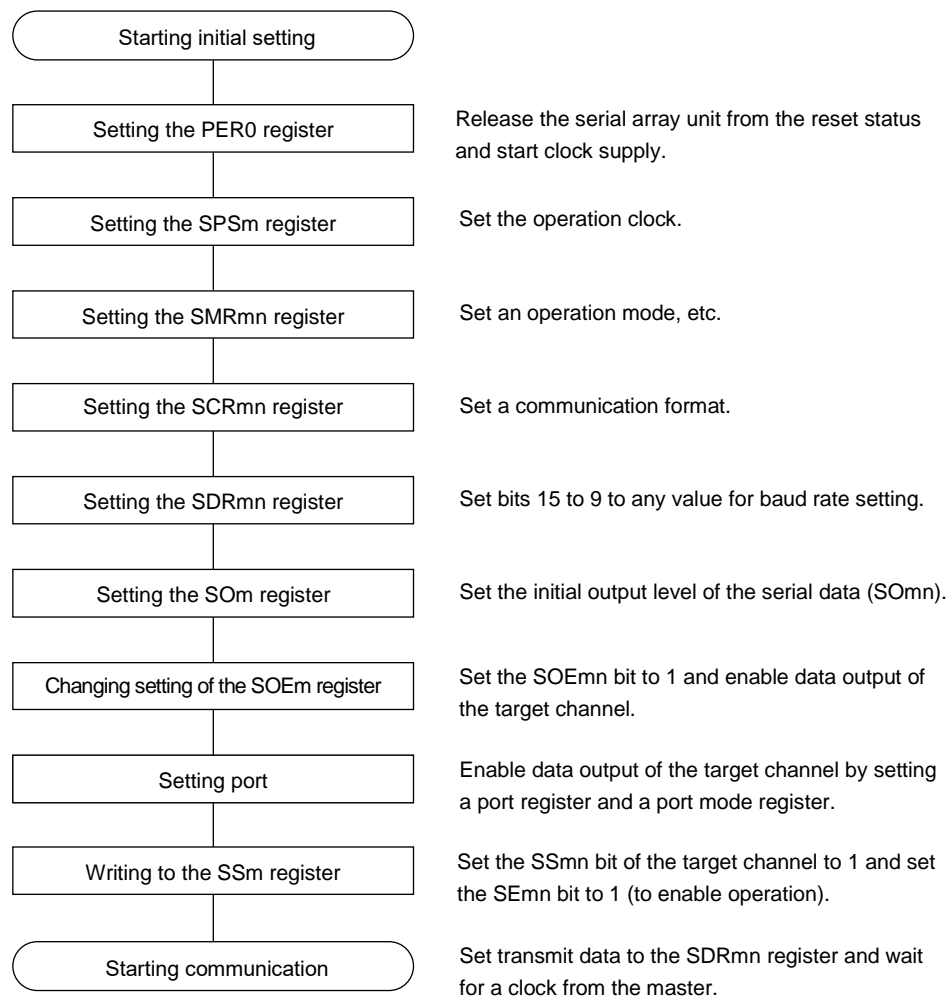 Starting initial setting
Setting the PER0 register
Release the serial array unit from the reset status
and start clock supply.
Setting the SPSm register
Set the operation clock.
Setting the SMRmn register
Set an operation mode, etc.
Setting the SCRmn register
Set a communication format.
Setting the SDRmn register
Set bits 15 to 9 to any value for baud rate setting.
Setting the SOm register
Set the initial output level of the serial data (SOmn).
Changing setting of the SOEm register
Set the SOEmn bit to 1 and enable data output of
the target channel.
Setting port
Enable data output of the target channel by setting
a port register and a port mode register.
Writing to the SSm register
Set the SSmn bit of the target channel to 1 and set
the SEmn bit to 1 (to enable operation).
Starting communication
Set transmit data to the SDRmn register and wait
for a clock from the master.